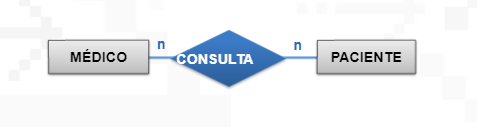 n
n
MÉDICO
CONSULTA
PACIENTE